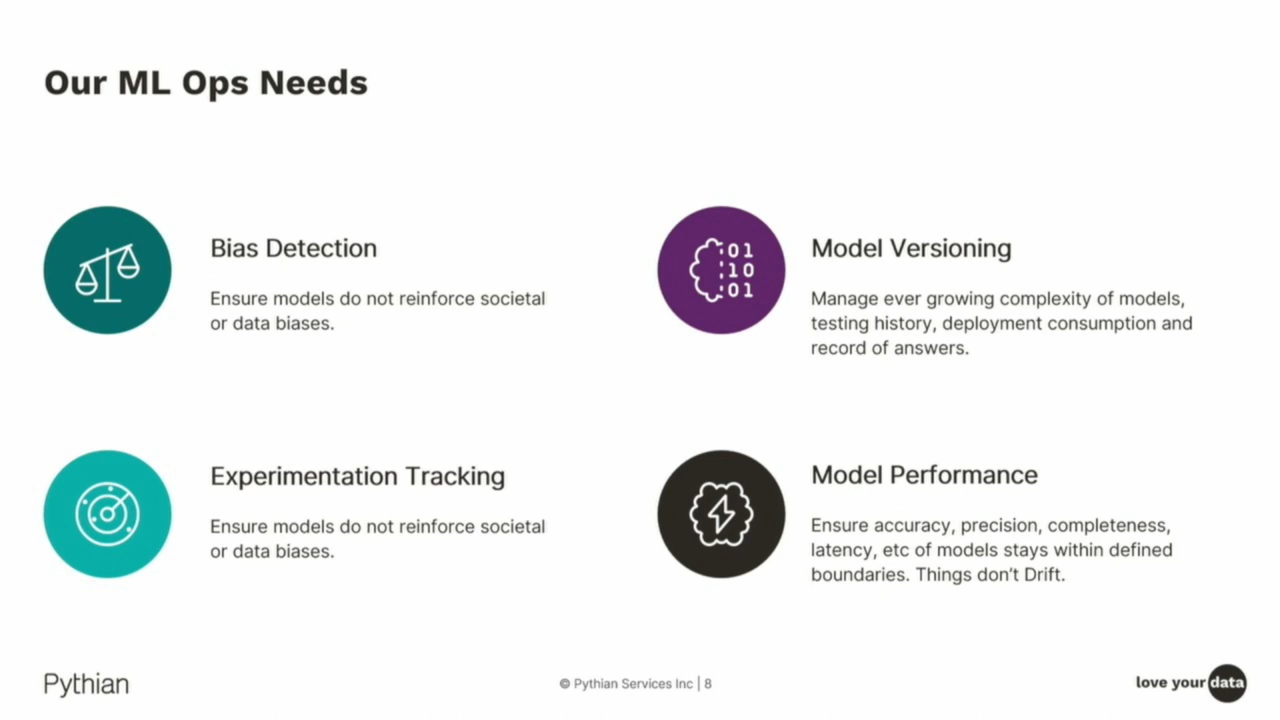 Our ML Ops Needs
Bias Detection
Ensure models do not reinforce societal
or data biases.
01
10
01
Model Versioning
Manage ever growing complexity of models,
testing history, deployment consumption and
record of answers.
Experimentation Tracking
Ensure models do not reinforce societal
or data biases.
Model Performance
Ensure accuracy, precision, completeness,
latency, etc of models stays within defined
boundaries. Things don’t Drift.
Pythian
© Pythian Services Inc | 8
love your data